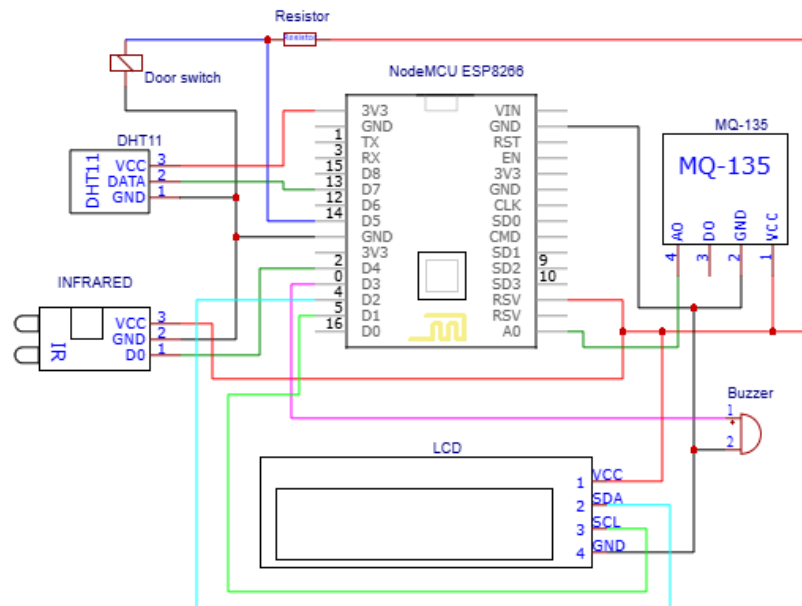 Resistor
Resistor
Door switch
NodeMCU ESP8266
MQ-135
MQ-135
A0
D0
GND
VCC
4
3
2
1
DHT11
DHT11
VCC 3
DATA 2
GND 1
3V3
GND
1 TX
3 RX
15 D8
13 D7
12 D6
14 D5
GND
3V3
2 D4
0 D3
4 D2
5 D1
16 D0
VIN
GND
RST
EN
3V3
GND
CLK
SD0
CMD
SD1 9
SD2 10
SD3
RSV
RSV
A0
INFRARED
IR
VCC 3
GND 2
D0 1
Buzzer
1
+
2
LCD
1 VCC
2 SDA
3 SCL
4 GND